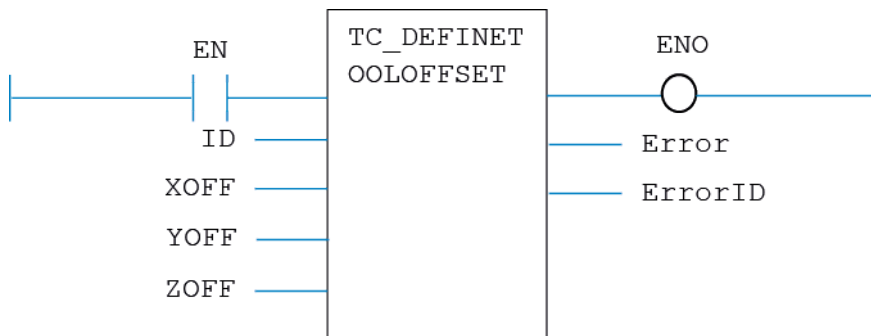 EN
TC_DEFINET
OOLOFFSET
ENO
ID
Error
XOFF
ErrorID
YOFF
ZOFF